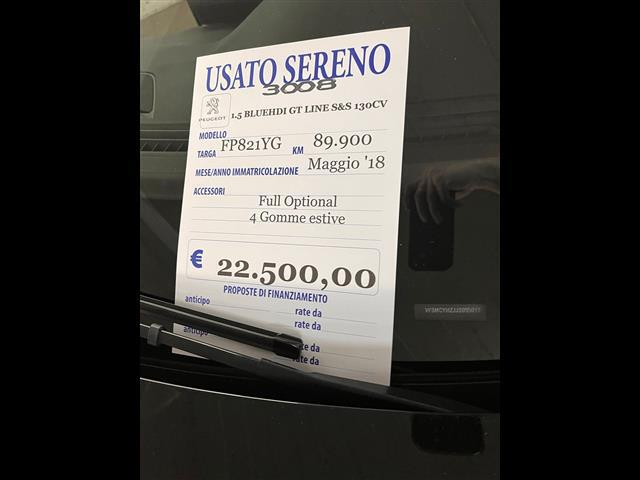 USATO SERENO
3008
PEUGEOT
1.5 BLUEHDI GT LINE S&S 130CV
MODELLO
TARGA FP821YG KM 89.900
MESE/ANNO IMMATRICOLAZIONE Maggio '18
ACCESSORI
Full Optional
4 Gomme estive
€ 22.500,00
PROPOSTE DI FINANZIAMENTO
anticipo rate da
rate da
anticipo rate da
rate da